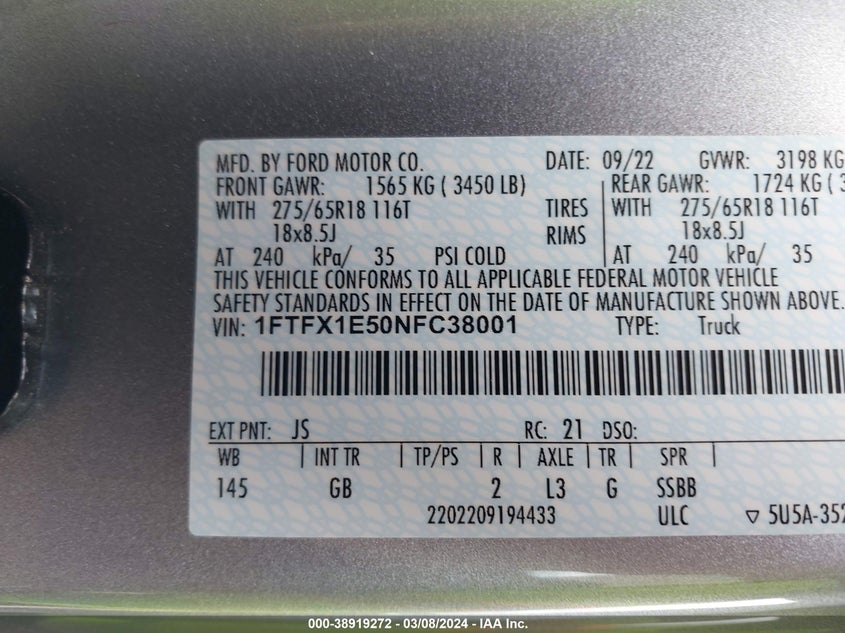 MFD. BY FORD MOTOR CO. DATE: 09/22 GVWR: 3198 KG
FRONT GAWR: 1565 KG ( 3450 LB) REAR GAWR: 1724 KG ( 3
WITH 275/65R18 116T TIRES WITH 275/65R18 116T
18x8.5J RIMS 18x8.5J
AT 240 kPa/ 35 PSI COLD AT 240 kPa/ 35
THIS VEHICLE CONFORMS TO ALL APPLICABLE FEDERAL MOTOR VEHICLE
SAFETY STANDARDS IN EFFECT ON THE DATE OF MANUFACTURE SHOWN ABOVE.
VIN: 1FTFX1E50NFC38001 TYPE: Truck
EXT PNT: JS RC: 21 DSO:
WB INT TR TP/PS R AXLE TR SPR
145 GB 2 L3 G SSBB
2202209194433 ULC ▽ 5U5A-352
000-38919272 - 03/08/2024 - IAA Inc.